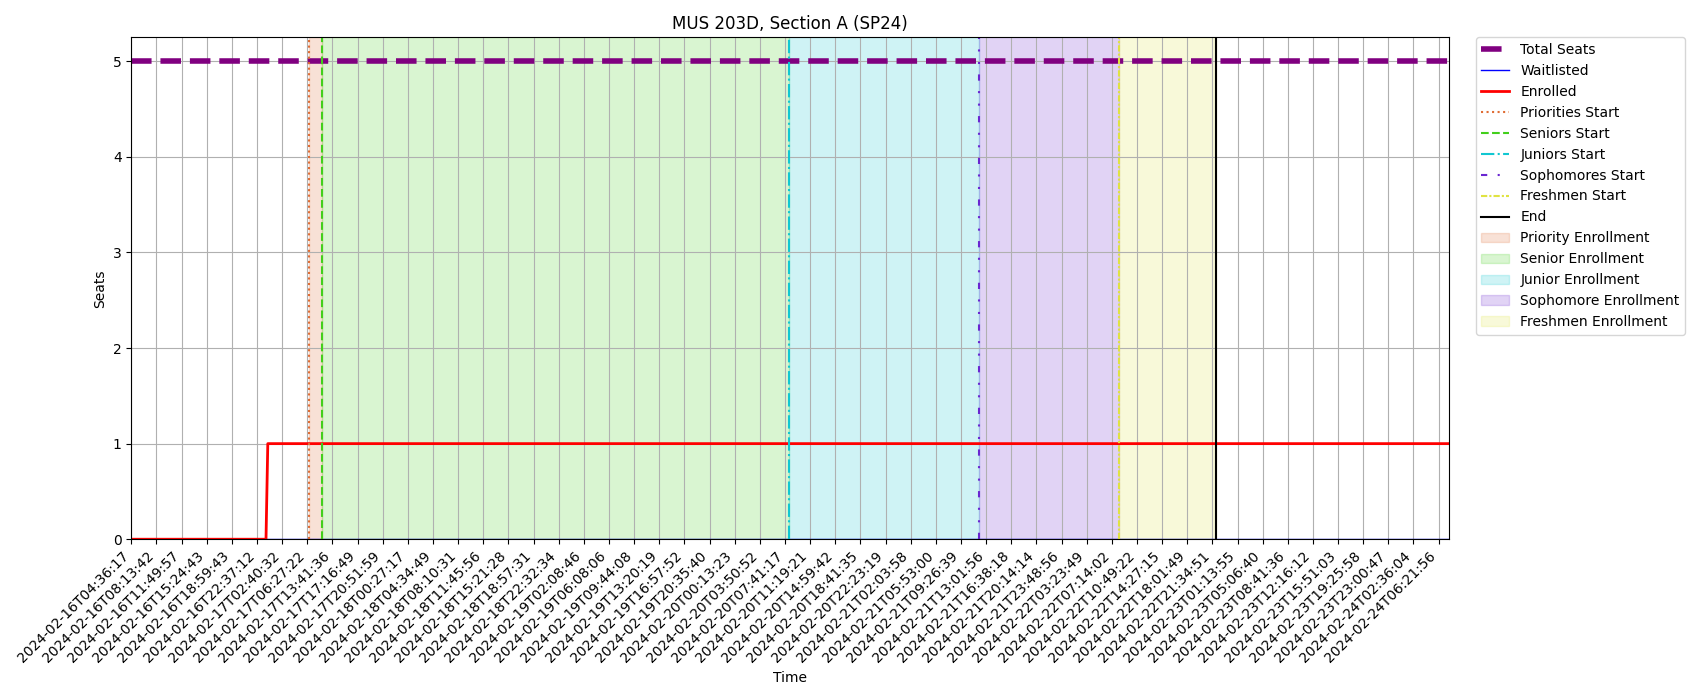 MUS 203D, Section A (SP24)
Seats
5
4
3
2
1
0
2024-02-16T04:36:17
2024-02-16T08:13:42
2024-02-16T11:49:57
2024-02-16T15:24:43
2024-02-16T18:59:43
2024-02-16T22:37:12
2024-02-17T02:40:32
2024-02-17T06:27:22
2024-02-17T13:41:36
2024-02-17T17:16:49
2024-02-17T20:51:59
2024-02-18T00:27:17
2024-02-18T04:34:49
2024-02-18T08:10:31
2024-02-18T11:45:56
2024-02-18T15:21:28
2024-02-18T18:57:31
2024-02-18T22:32:34
2024-02-19T02:08:46
2024-02-19T06:08:06
2024-02-19T09:44:08
2024-02-19T13:20:19
2024-02-19T16:57:52
2024-02-19T20:35:40
2024-02-20T00:13:23
2024-02-20T03:50:52
2024-02-20T07:41:17
2024-02-20T11:19:21
2024-02-20T14:59:42
2024-02-20T18:41:35
2024-02-20T22:23:19
2024-02-21T02:03:58
2024-02-21T05:53:00
2024-02-21T09:26:39
2024-02-21T13:01:56
2024-02-21T16:38:18
2024-02-21T20:14:14
2024-02-21T23:48:56
2024-02-22T03:23:49
2024-02-22T07:14:02
2024-02-22T10:49:22
2024-02-22T14:27:15
2024-02-22T18:01:49
2024-02-22T21:34:51
2024-02-23T01:13:55
2024-02-23T05:06:40
2024-02-23T08:41:36
2024-02-23T12:16:12
2024-02-23T15:51:03
2024-02-23T19:25:58
2024-02-23T23:00:47
2024-02-24T02:36:04
2024-02-24T06:21:56
Time
Total Seats
Waitlisted
Enrolled
Priorities Start
Seniors Start
Juniors Start
Sophomores Start
Freshmen Start
End
Priority Enrollment
Senior Enrollment
Junior Enrollment
Sophomore Enrollment
Freshmen Enrollment